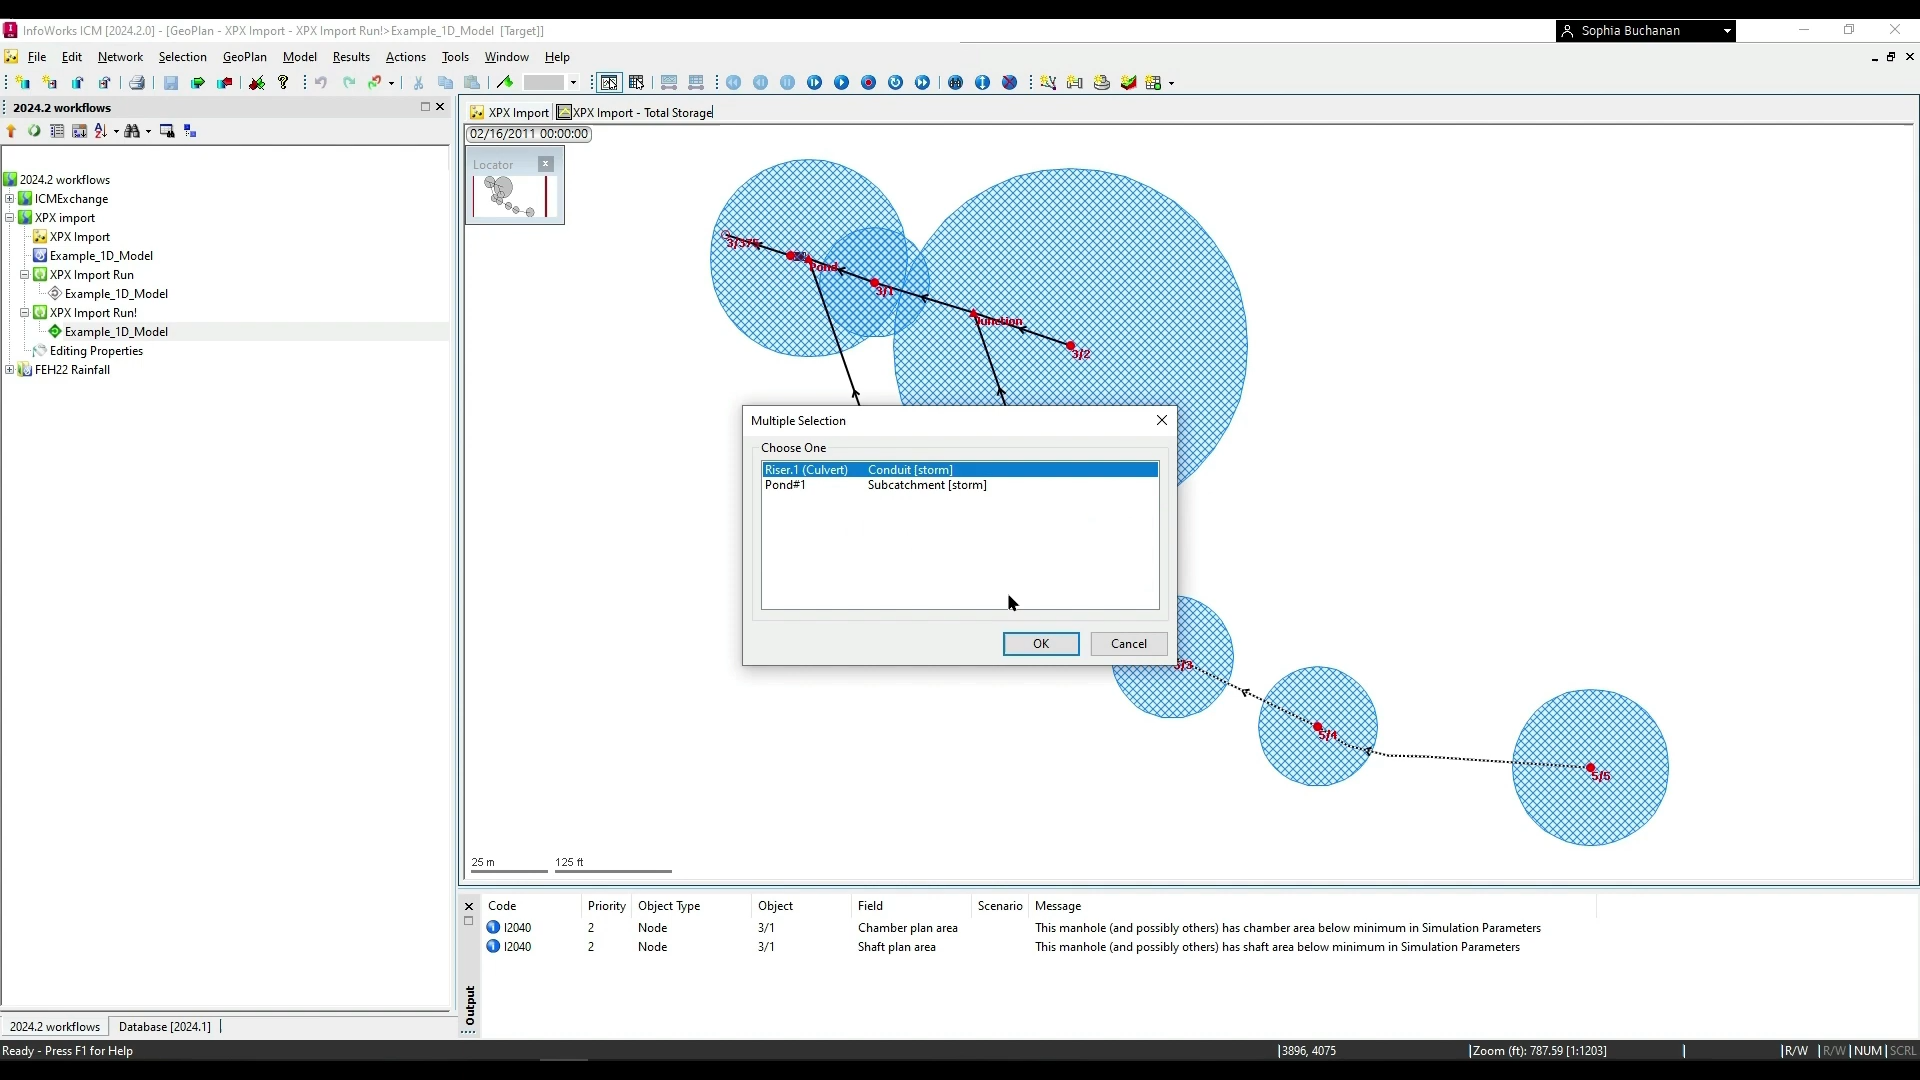 InfoWorks ICM [2024.2.0] - [GeoPlan - XPX Import - XPX Import Run!>Example_1D_Model [Target]]
Sophia Buchanan
File Edit Network Selection GeoPlan Model Results Actions Tools Window Help
2024.2 workflows
XPX Import
XPX Import - Total Storage
02/16/2011 00:00:00
Locator
2024.2 workflows
ICMExchange
XPX import
XPX Import
Example_1D_Model
XPX Import Run
Example_1D_Model
XPX Import Run!
Example_1D_Model
Editing Properties
FEH22 Rainfall
Pond
3/1
Junction
3/2
Multiple Selection
Choose One
Riser.1 (Culvert) Conduit [storm]
Pond#1 Subcatchment [storm]
OK Cancel
5/4
5/5
25 m 125 ft
Code Priority Object Type Object Field Scenario Message
I2040 2 Node 3/1 Chamber plan area This manhole (and possibly others) has chamber area below minimum in Simulation Parameters
I2040 2 Node 3/1 Shaft plan area This manhole (and possibly others) has shaft area below minimum in Simulation Parameters
Output
2024.2 workflows Database [2024.1]
Ready - Press F1 for Help
3896, 4075
Zoom (ft): 787.59 [1:1203]
R/W R/W NUM SCRL